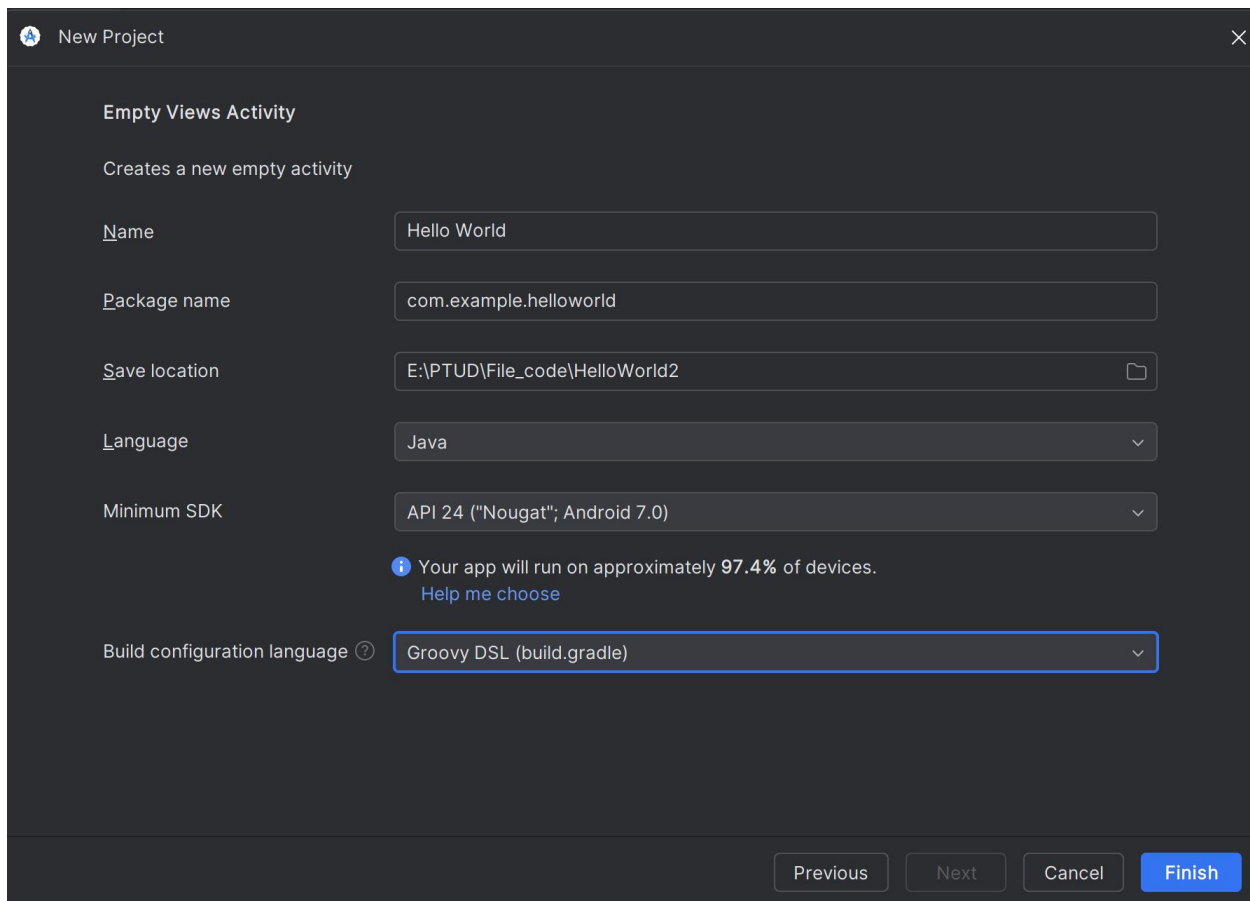 New Project
Empty Views Activity
Creates a new empty activity
Name
Hello World
Package name
com.example.helloworld
Save location
E:\PTUD\File_code\HelloWorld2
Language
Java
Minimum SDK
API 24 ("Nougat"; Android 7.0)
Your app will run on approximately 97.4% of devices.
Help me choose
Build configuration language
Groovy DSL (build.gradle)
Previous
Next
Cancel
Finish